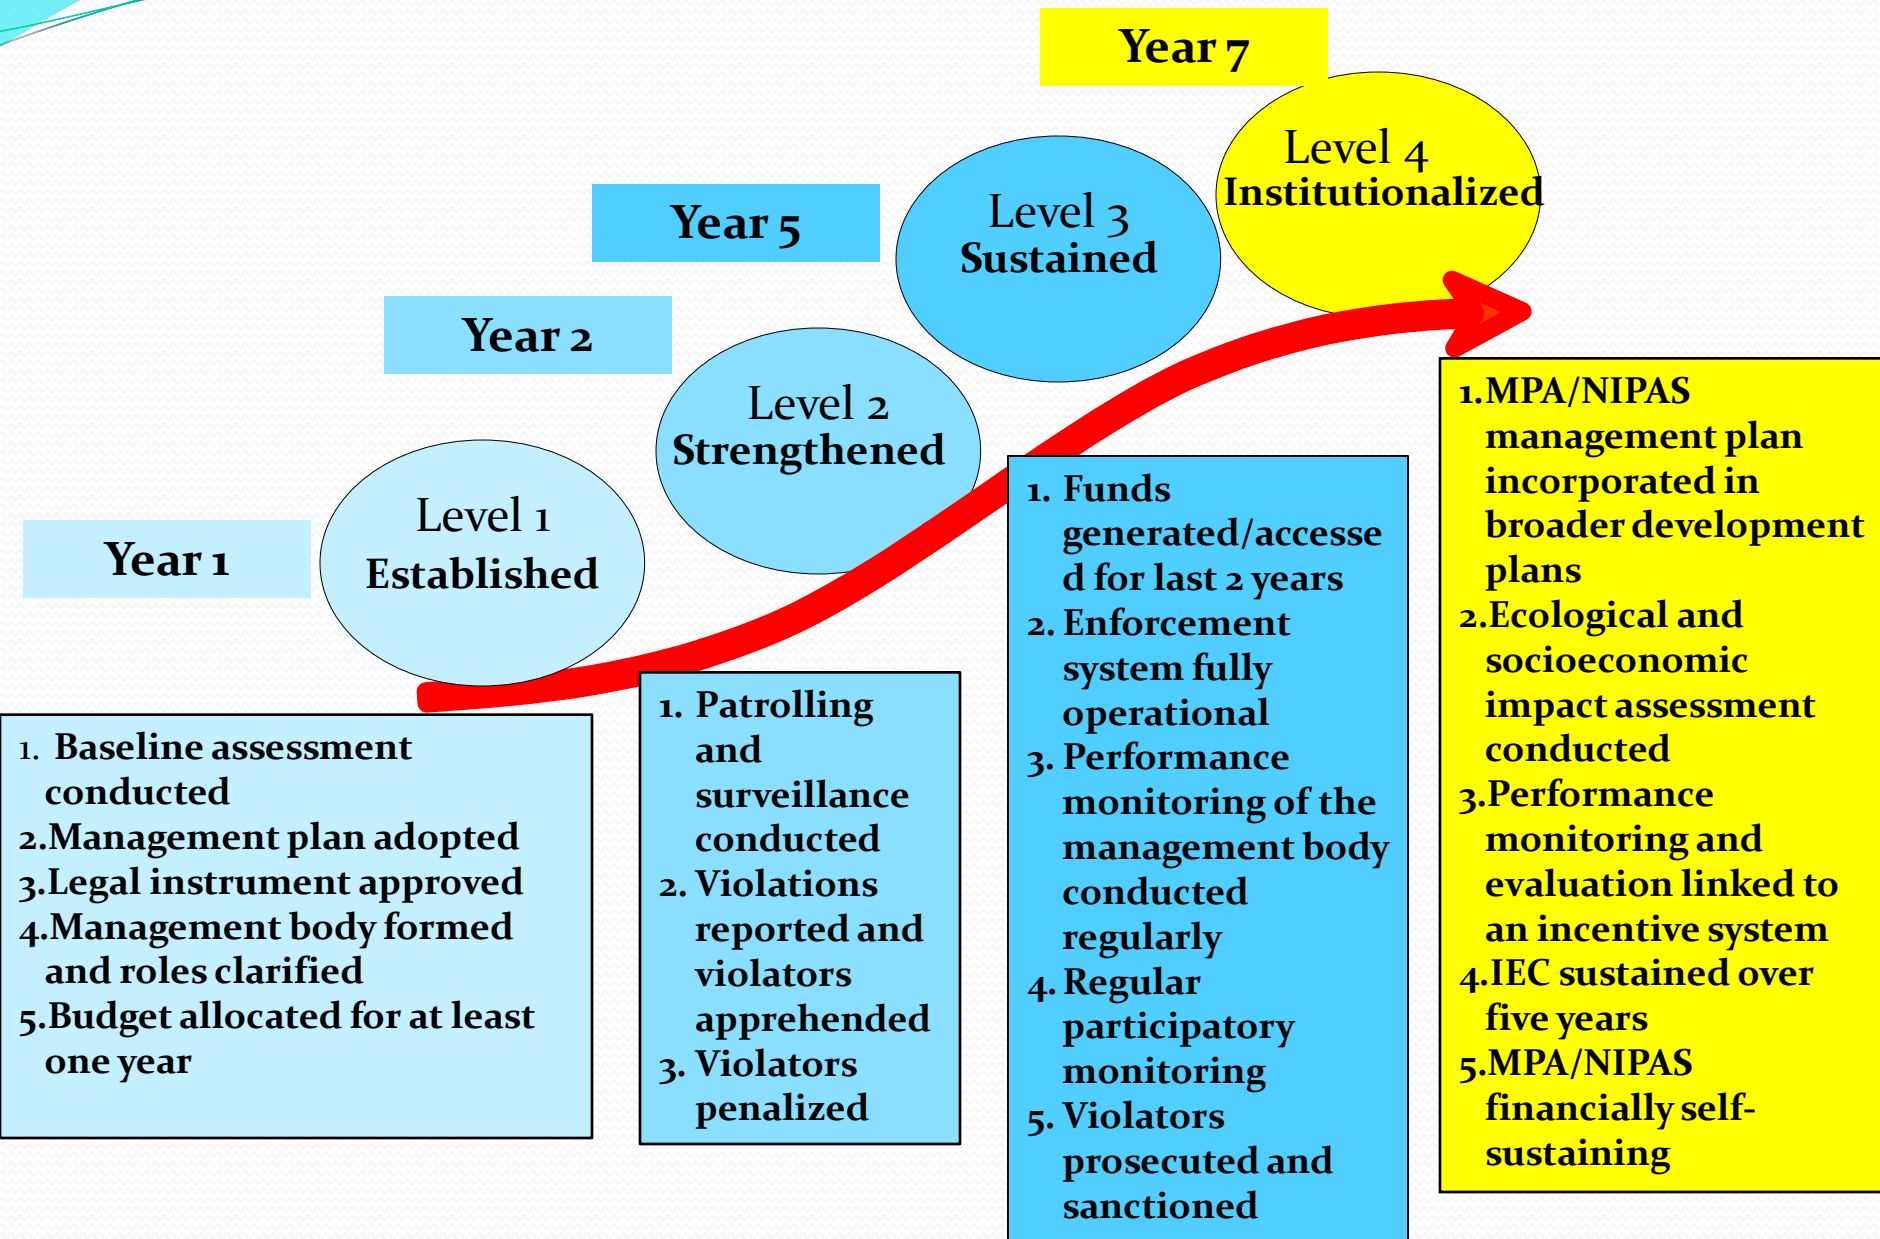 Year 7
Level 4
Institutionalized
Year 5
Level 3
Sustained
Year 2
Level 2
Strengthened
Year 1
Level 1
Established
1. Baseline assessment
conducted
2.Management plan adopted
3.Legal instrument approved
4.Management body formed
and roles clarified
5.Budget allocated for at least
one year
1. Patrolling
and
surveillance
conducted
2. Violations
reported and
violators
apprehended
3. Violators
penalized
1. Funds
generated/accesse
d for last 2 years
2. Enforcement
system fully
operational
3. Performance
monitoring of the
management body
conducted
regularly
4. Regular
participatory
monitoring
5. Violators
prosecuted and
sanctioned
1.MPA/NIPAS
management plan
incorporated in
broader development
plans
2.Ecological and
socioeconomic
impact assessment
conducted
3.Performance
monitoring and
evaluation linked to
an incentive system
4.IEC sustained over
five years
5.MPA/NIPAS
financially self-
sustaining